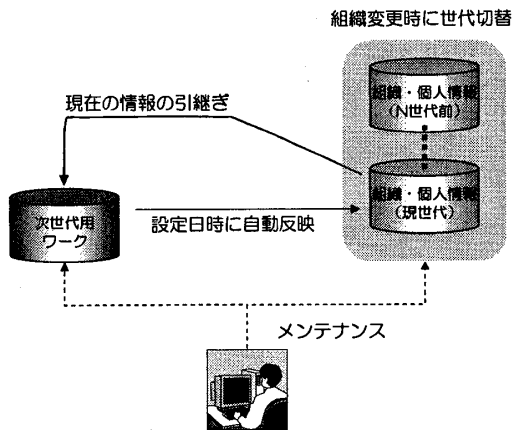 組織変更時に世代切替
組織・個人情報
(N世代前)
現在の情報の引継ぎ
組織・個人情報
(現世代)
次世代用
ワーク
設定日時に自動反映
メンテナンス